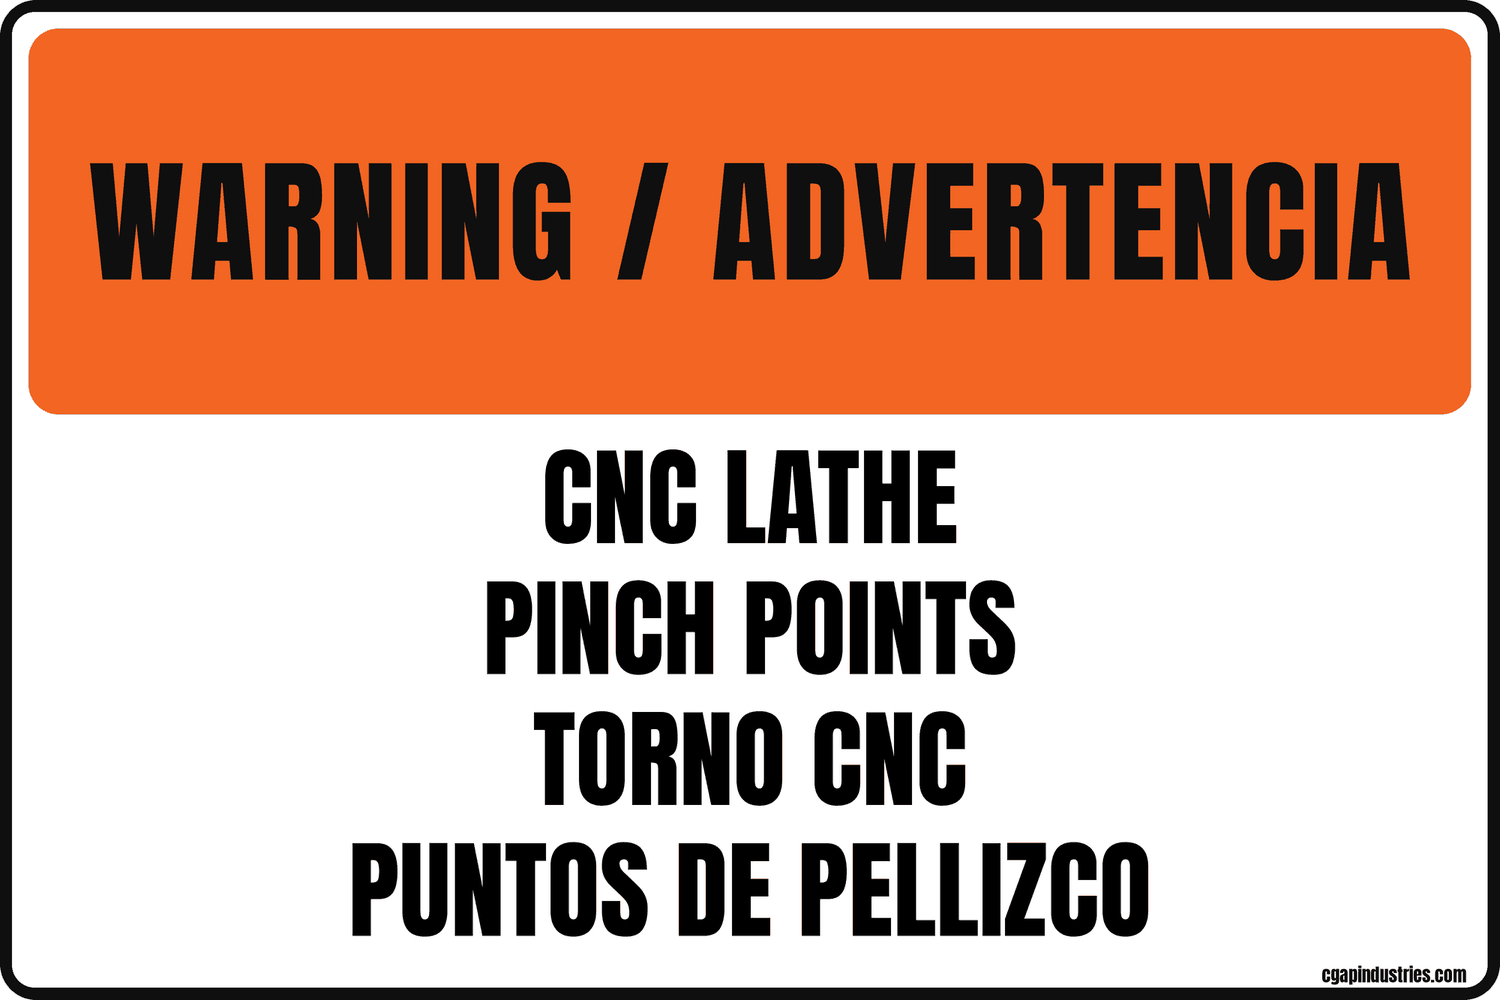 WARNING / ADVERTENCIA
CNC LATHE
PINCH POINTS
TORNO CNC
PUNTOS DE PELLIZCO
cgapindustries.com